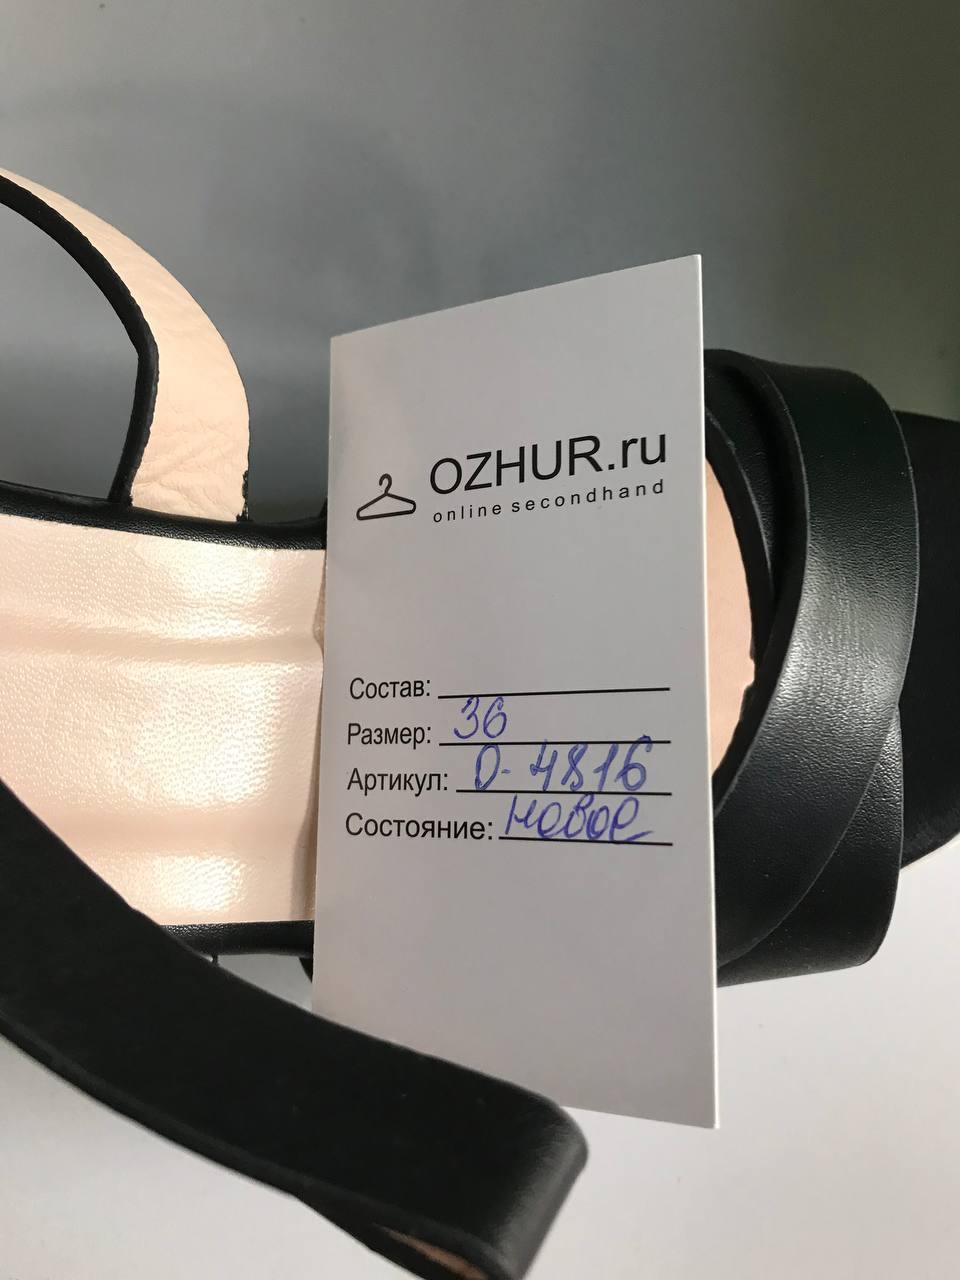 OZHUR.ru
online secondhand
Состав:
Размер: 36
Артикул: О-4816
Состояние: новое